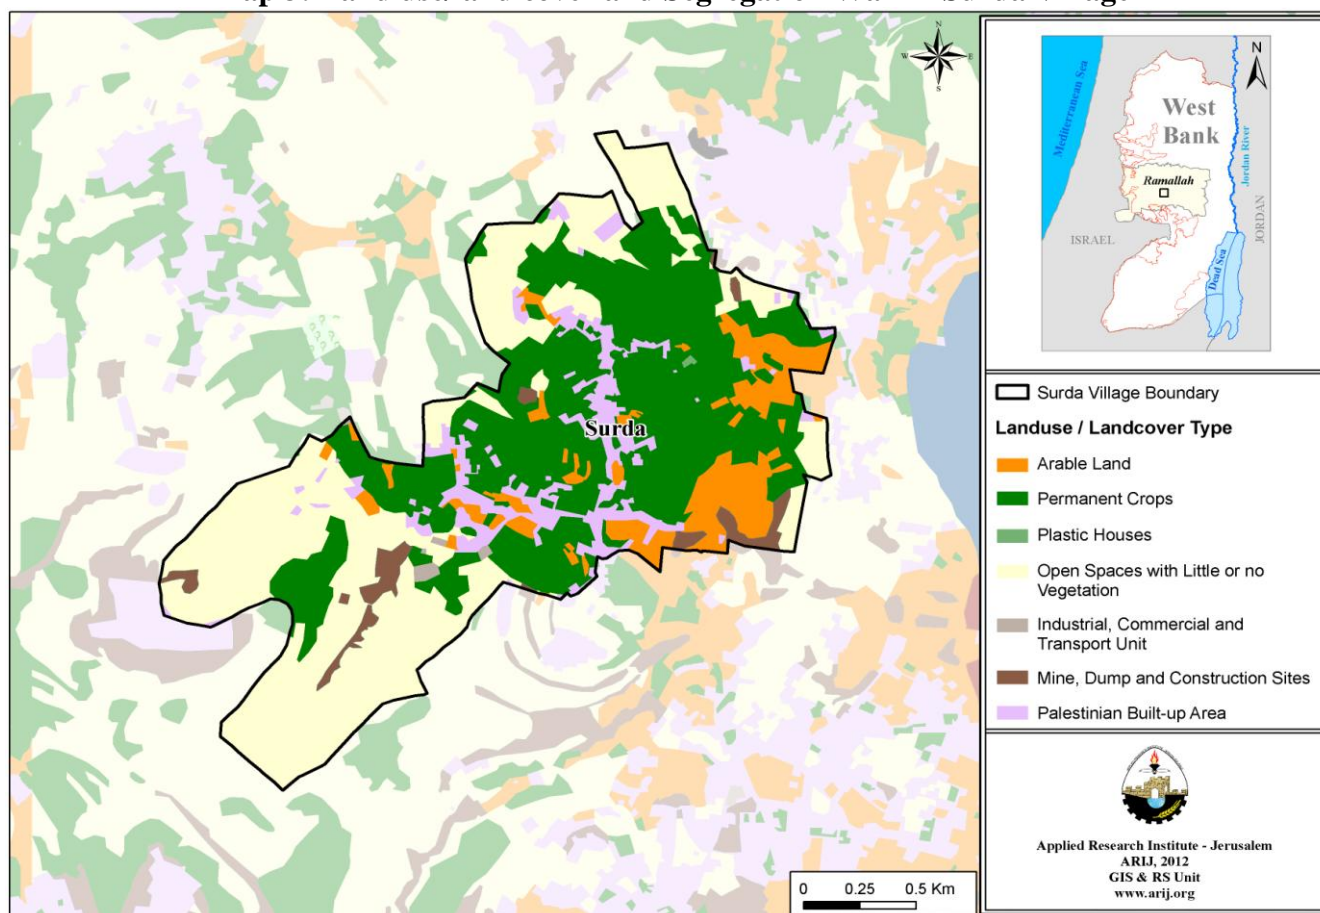 Surda
N
W
E
S
0 0.25 0.5 Km
N
Mediterranean Sea
West
Bank
Ramallah
Jordan River
ISRAEL
JORDAN
Dead Sea
Surda Village Boundary
Landuse / Landcover Type
Arable Land
Permanent Crops
Plastic Houses
Open Spaces with Little or no
Vegetation
Industrial, Commercial and
Transport Unit
Mine, Dump and Construction Sites
Palestinian Built-up Area
Applied Research Institute - Jerusalem
ARIJ, 2012
GIS & RS Unit
www.arij.org